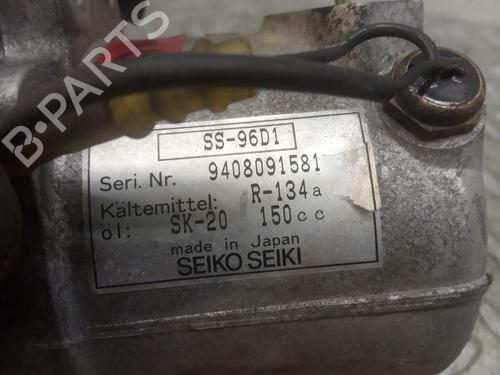 B-PARTS
SS-96D1
Seri. Nr. 9408091581
Kältemittel: R-134a
öl: SK-20 150cc
made in Japan
SEIKO SEIKI